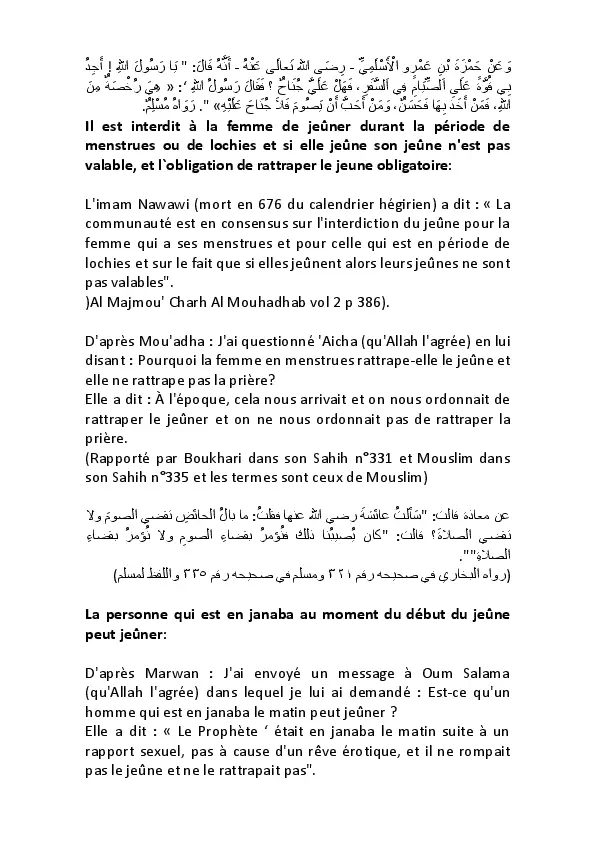 وَعَنْ حَمْزَةَ بْنِ عَمْرٍو الْأَسْلَمِيِّ - رِضَى الله تَعالَى عَنْهُ - أَنَّهُ قَالَ: " يَا رَسُولَ اللهِ ! أَجِدُ
بِي قُوَّةً عَلَى اَلصِّيَامِ فِي اَلسَّفَرِ ، فَهَلْ عَلَيَّ جُنَاحٌ ؟ فَقَالَ رَسُولُ اللهِ ‘: « هِيَ رُخْصَةٌ مِنَ
اللهِ، فَمَنْ أَخَذَ بِهَا فَحَسَنٌ، وَمَنْ أَحَبَّ أَنْ يَصُومَ فَلَا جُنَاحَ عَلَيْهِ» ". رَوَاهُ مُسْلِمٌ.
Il est interdit à la femme de jeûner durant la période de
menstrues ou de lochies et si elle jeûne son jeûne n'est pas
valable, et l`obligation de rattraper le jeune obligatoire:
L'imam Nawawi (mort en 676 du calendrier hégirien) a dit : « La
communauté est en consensus sur l'interdiction du jeûne pour la
femme qui a ses menstrues et pour celle qui est en période de
lochies et sur le fait que si elles jeûnent alors leurs jeûnes ne sont
pas valables".
)Al Majmou' Charh Al Mouhadhab vol 2 p 386).
D'après Mou'adha : J'ai questionné 'Aicha (qu'Allah l'agrée) en lui
disant : Pourquoi la femme en menstrues rattrape-elle le jeûne et
elle ne rattrape pas la prière?
Elle a dit : À l'époque, cela nous arrivait et on nous ordonnait de
rattraper le jeûner et on ne nous ordonnait pas de rattraper la
prière.
(Rapporté par Boukhari dans son Sahih n°331 et Mouslim dans
son Sahih n°335 et les termes sont ceux de Mouslim)
عن معاذة قالت: "سَأَلْتُ عائشَةَ رضي الله عنها فقلتُ: ما بالُ الحائضِ تَقضي الصومَ ولا
تَقضي الصلاةَ؟ قالت: "كان يُصيبُنا ذلك فنُؤمرُ بقضاءِ الصومِ ولا نُؤمرُ بقضاءِ
الصلاةِ"".
(رواه البخاري في صحيحه رقم ٣٢١ ومسلم في صحيحه رقم ٣٣٥ واللفظ لمسلم)
La personne qui est en janaba au moment du début du jeûne
peut jeûner:
D'après Marwan : J'ai envoyé un message à Oum Salama
(qu'Allah l'agrée) dans lequel je lui ai demandé : Est-ce qu'un
homme qui est en janaba le matin peut jeûner ?
Elle a dit : « Le Prophète ‘ était en janaba le matin suite à un
rapport sexuel, pas à cause d'un rêve érotique, et il ne rompait
pas le jeûne et ne le rattrapait pas".